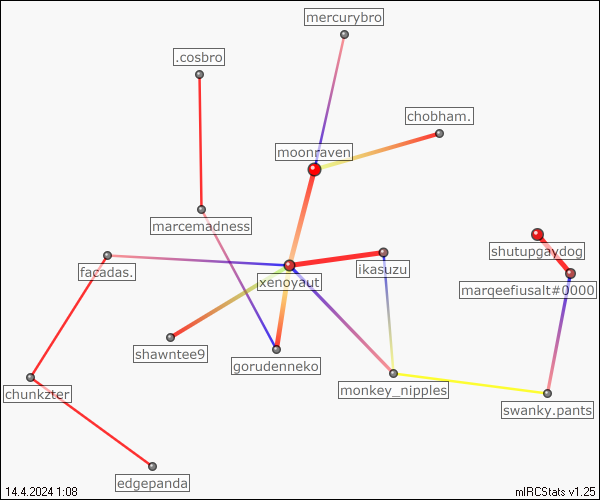 mercurybro
.cosbro
chobham.
moonraven
marcemadness
shutupgaydog
facadas.
xenoyaut
ikasuzu
marqeefiusalt#0000
shawntee9
gorudenneko
chunkzter
monkey_nipples
swanky.pants
edgepanda
14.4.2024 1:08
mIRCStats v1.25